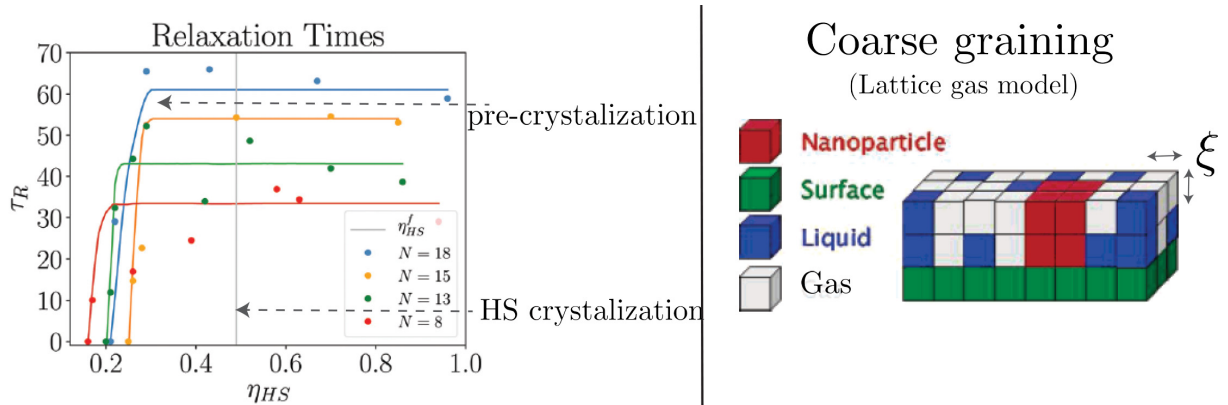 Relaxation Times
70
60
50
40
30
20
10
0
τ_R
0.2 0.4 0.6 0.8 1.0
η_HS
η^f_HS
N = 18
N = 15
N = 13
N = 8
pre-crystalization
HS crystalization
Coarse graining
(Lattice gas model)
Nanoparticle
Surface
Liquid
Gas
ξ